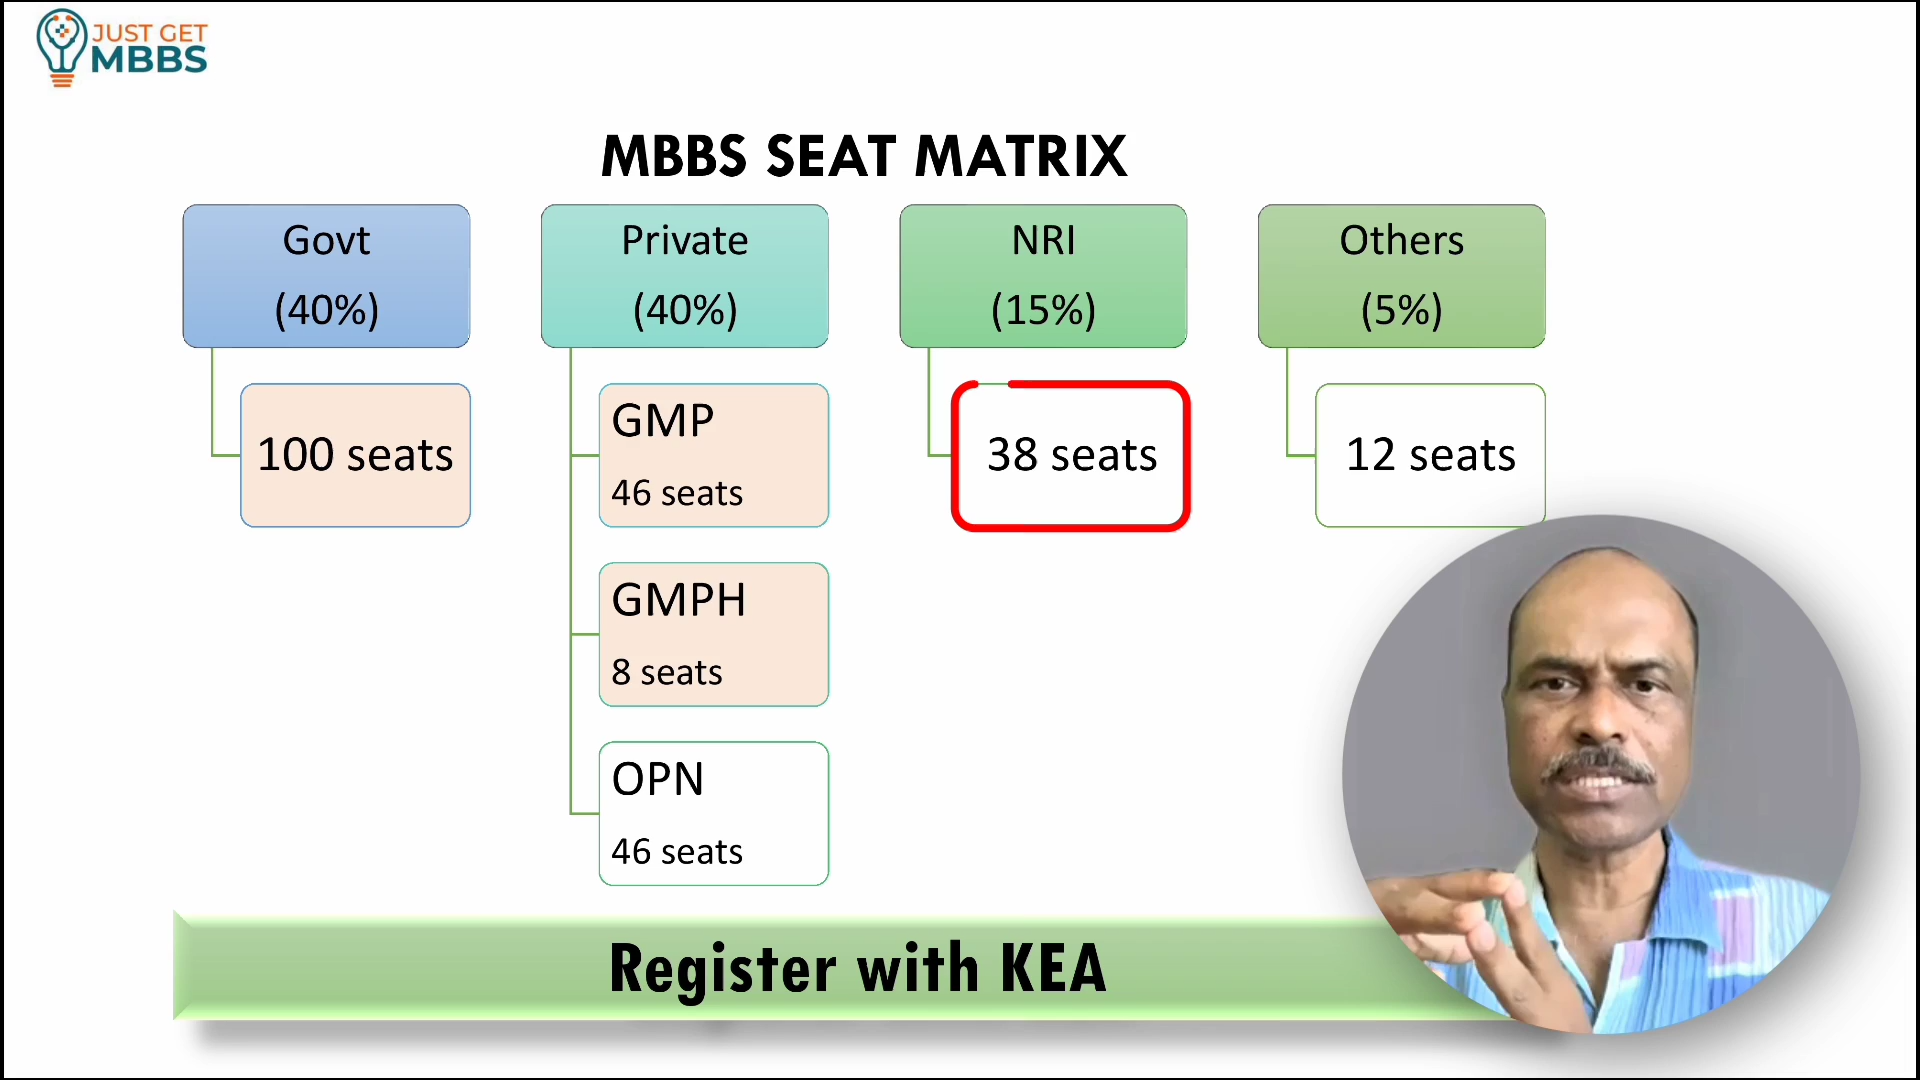 JUST GET
MBBS
MBBS SEAT MATRIX
Govt
(40%)
100 seats
Private
(40%)
GMP
46 seats
GMPH
8 seats
OPN
46 seats
NRI
(15%)
38 seats
Others
(5%)
12 seats
Register with KEA